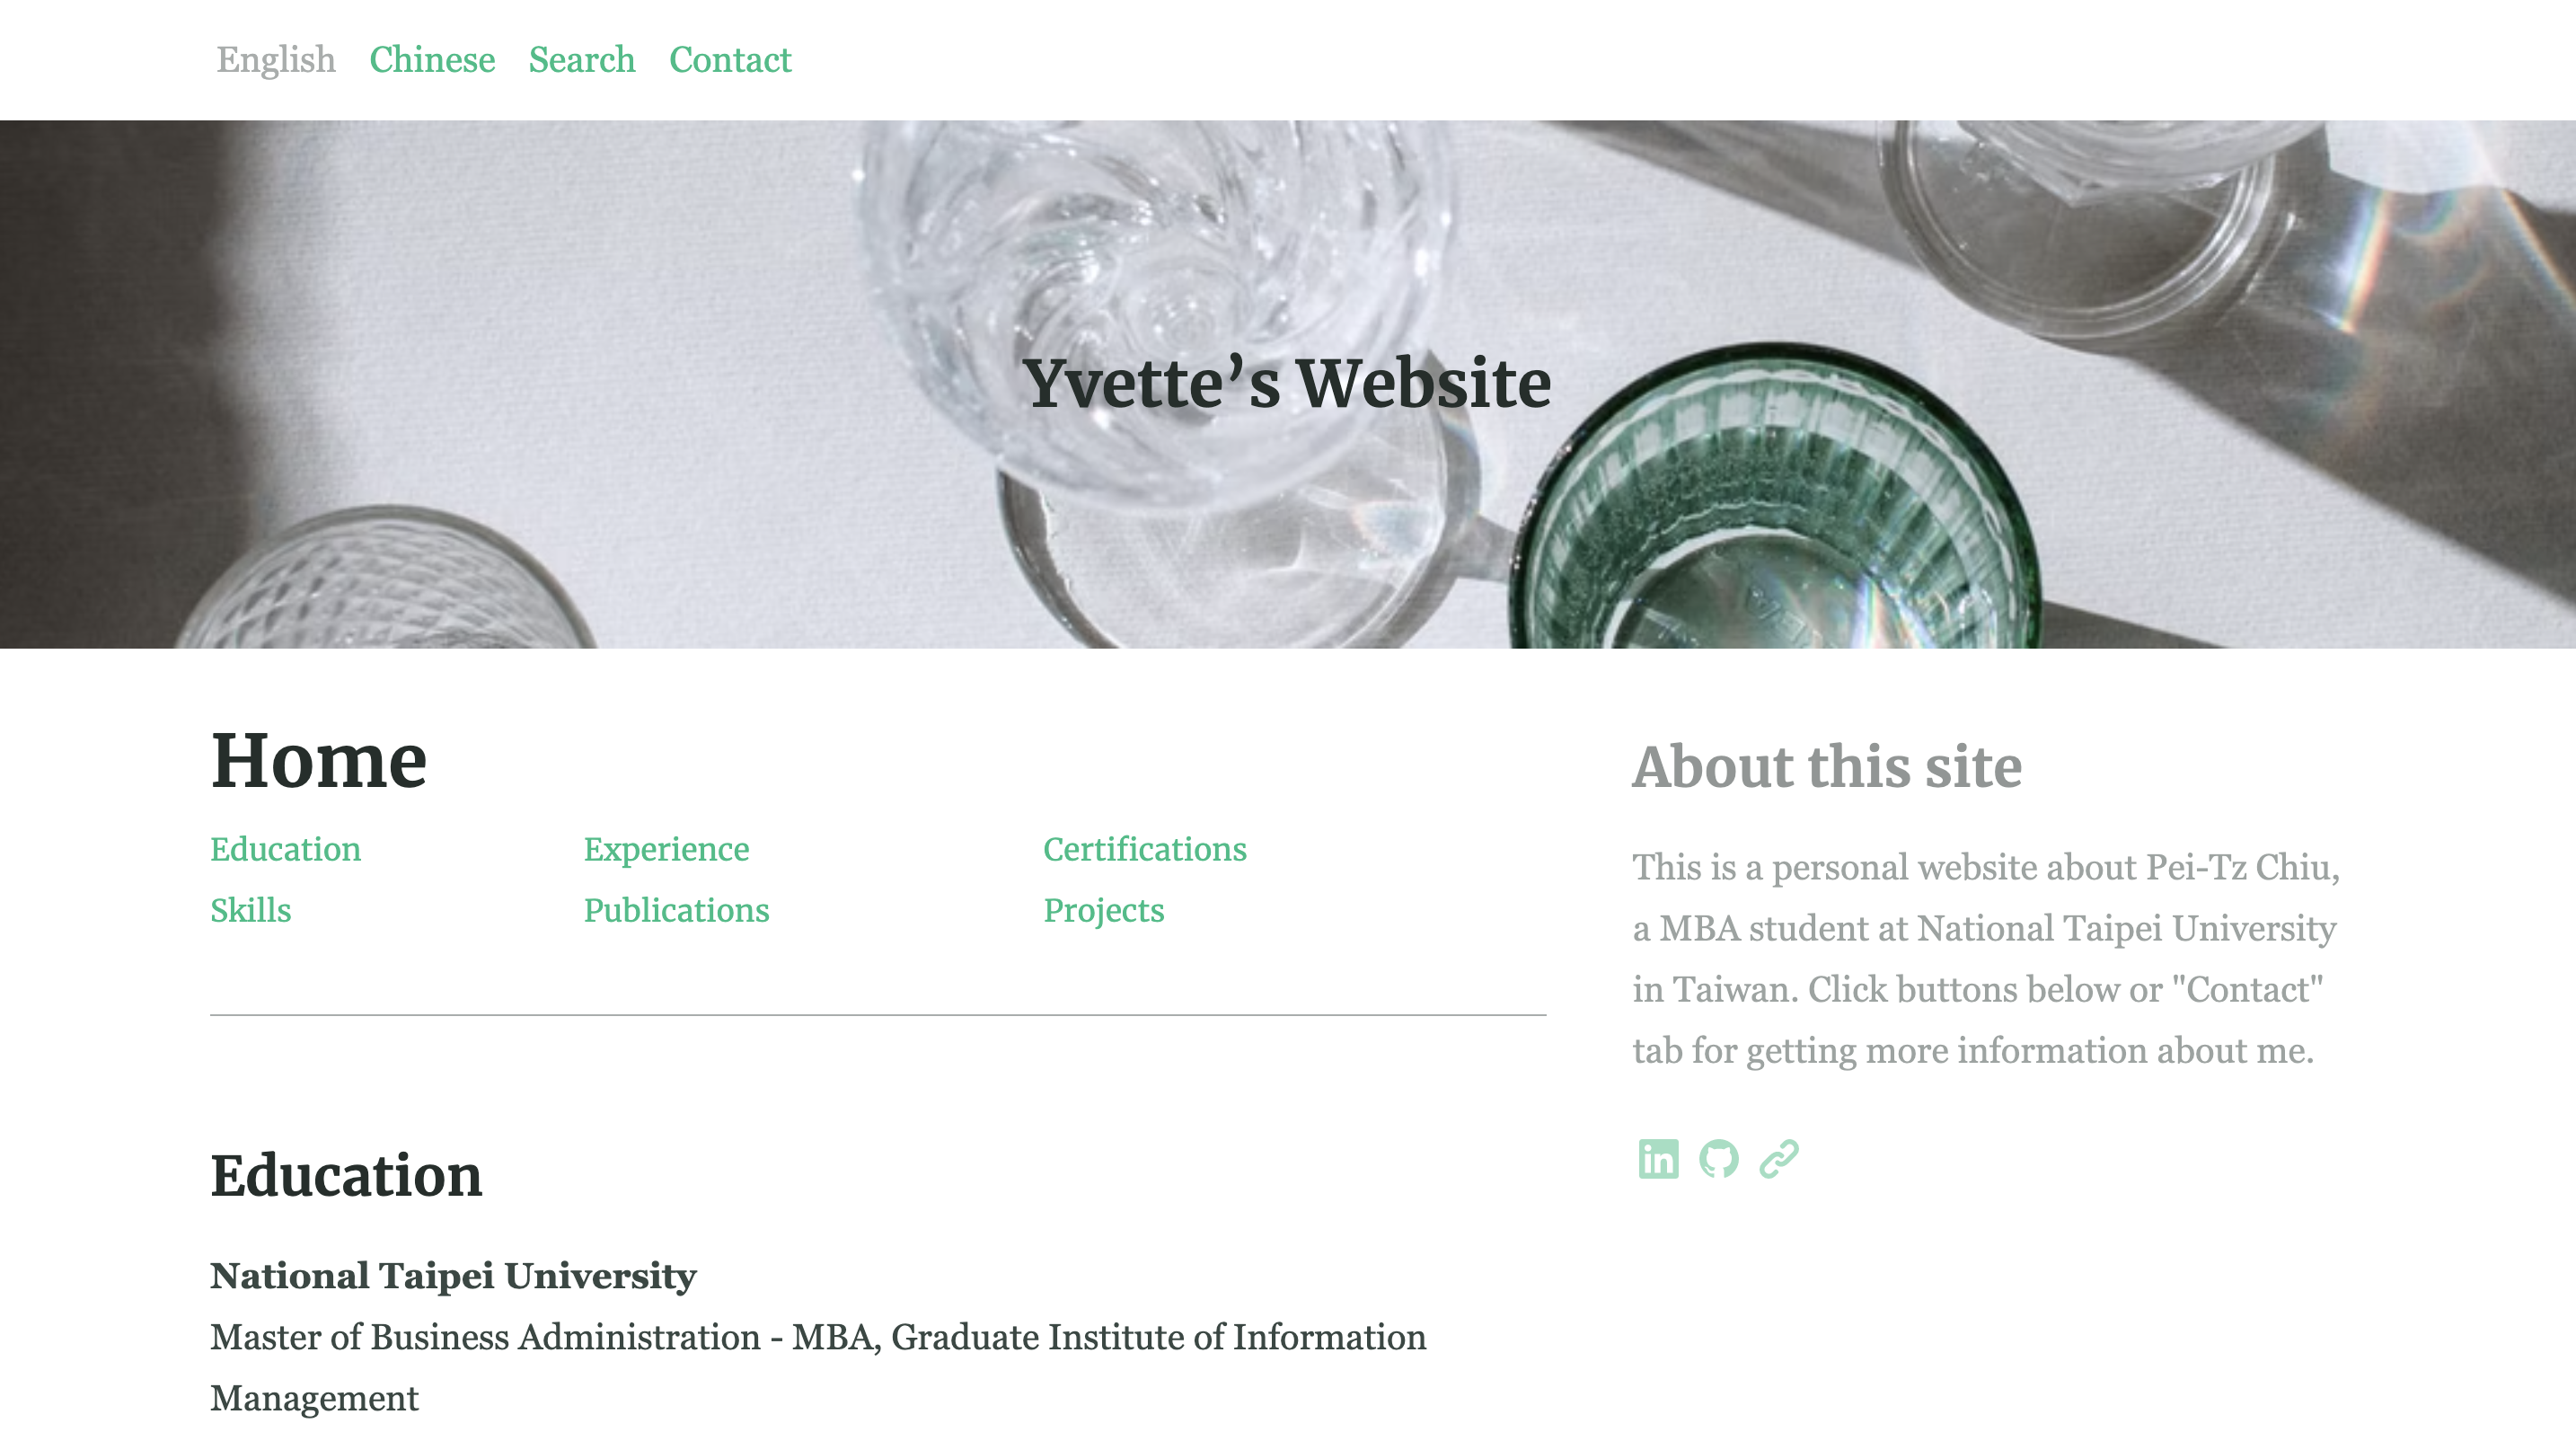 English Chinese Search Contact
Yvette’s Website
Home
Education Experience Certifications
Skills Publications Projects
Education
National Taipei University
Master of Business Administration - MBA, Graduate Institute of Information
Management
About this site
This is a personal website about Pei-Tz Chiu,
a MBA student at National Taipei University
in Taiwan. Click buttons below or "Contact"
tab for getting more information about me.
in